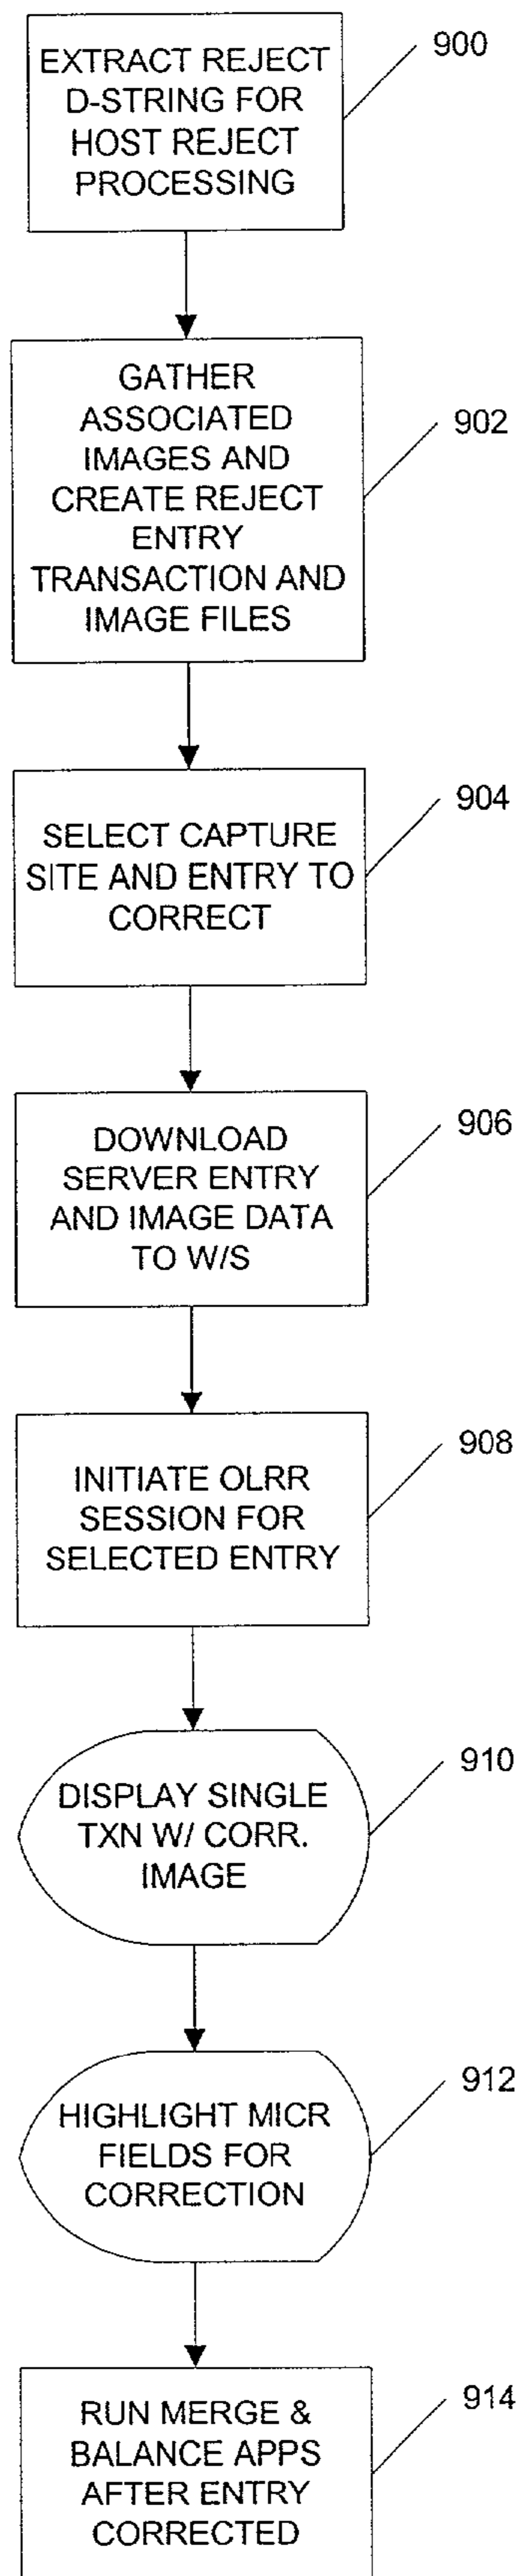 EXTRACT REJECT
D-STRING FOR
HOST REJECT
PROCESSING
900
GATHER
ASSOCIATED
IMAGES AND
CREATE REJECT
ENTRY
TRANSACTION AND
IMAGE FILES
902
SELECT CAPTURE
SITE AND ENTRY TO
CORRECT
904
DOWNLOAD
SERVER ENTRY
AND IMAGE DATA
TO W/S
906
INITIATE OLRR
SESSION FOR
SELECTED ENTRY
908
DISPLAY SINGLE
TXN W/ CORR.
IMAGE
910
HIGHLIGHT MICR
FIELDS FOR
CORRECTION
912
RUN MERGE &
BALANCE APPS
AFTER ENTRY
CORRECTED
914